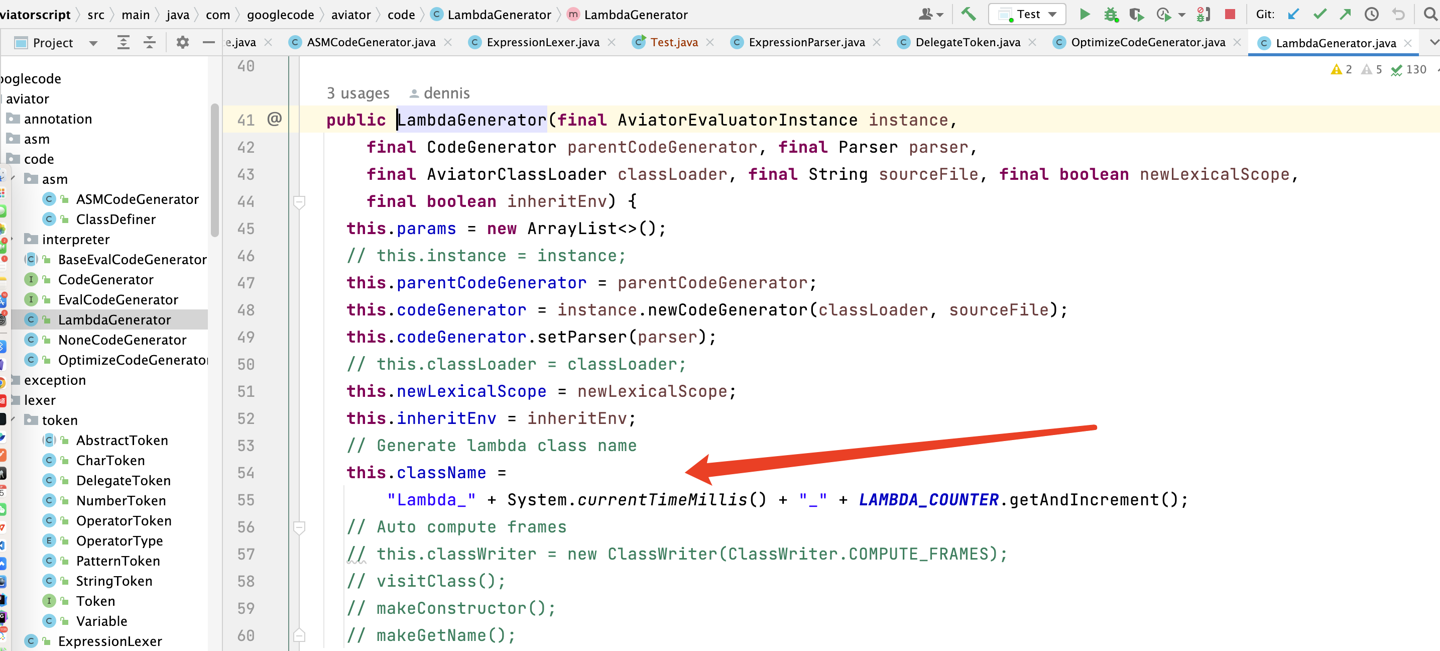 viatorscript src main java com googlecode aviator code LambdaGenerator LambdaGenerator Test Git:
Project e.java ASMCodeGenerator.java ExpressionLexer.java Test.java ExpressionParser.java DelegateToken.java OptimizeCodeGenerator.java LambdaGenerator.java
2 5 130
ooglecode
aviator
annotation
asm
code
asm
ASMCodeGenerator
ClassDefiner
interpreter
BaseEvalCodeGenerator
CodeGenerator
EvalCodeGenerator
LambdaGenerator
NoneCodeGenerator
OptimizeCodeGenerator
exception
lexer
token
AbstractToken
CharToken
DelegateToken
NumberToken
OperatorToken
OperatorType
PatternToken
StringToken
Token
Variable
ExpressionLexer
40
3 usages dennis
41 @ public LambdaGenerator(final AviatorEvaluatorInstance instance,
42 final CodeGenerator parentCodeGenerator, final Parser parser,
43 final AviatorClassLoader classLoader, final String sourceFile, final boolean newLexicalScope,
44 final boolean inheritEnv) {
45 this.params = new ArrayList<>();
46 // this.instance = instance;
47 this.parentCodeGenerator = parentCodeGenerator;
48 this.codeGenerator = instance.newCodeGenerator(classLoader, sourceFile);
49 this.codeGenerator.setParser(parser);
50 // this.classLoader = classLoader;
51 this.newLexicalScope = newLexicalScope;
52 this.inheritEnv = inheritEnv;
53 // Generate lambda class name
54 this.className =
55 "Lambda_" + System.currentTimeMillis() + "_" + LAMBDA_COUNTER.getAndIncrement();
56 // Auto compute frames
57 // this.classWriter = new ClassWriter(ClassWriter.COMPUTE_FRAMES);
58 // visitClass();
59 // makeConstructor();
60 // makeGetName();